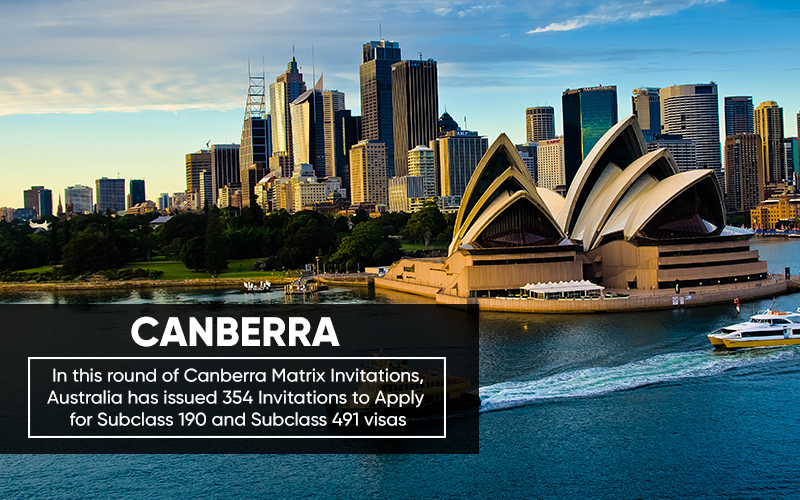 CANBERRA
In this round of Canberra Matrix Invitations,
Australia has issued 354 Invitations to Apply
for Subclass 190 and Subclass 491 visas